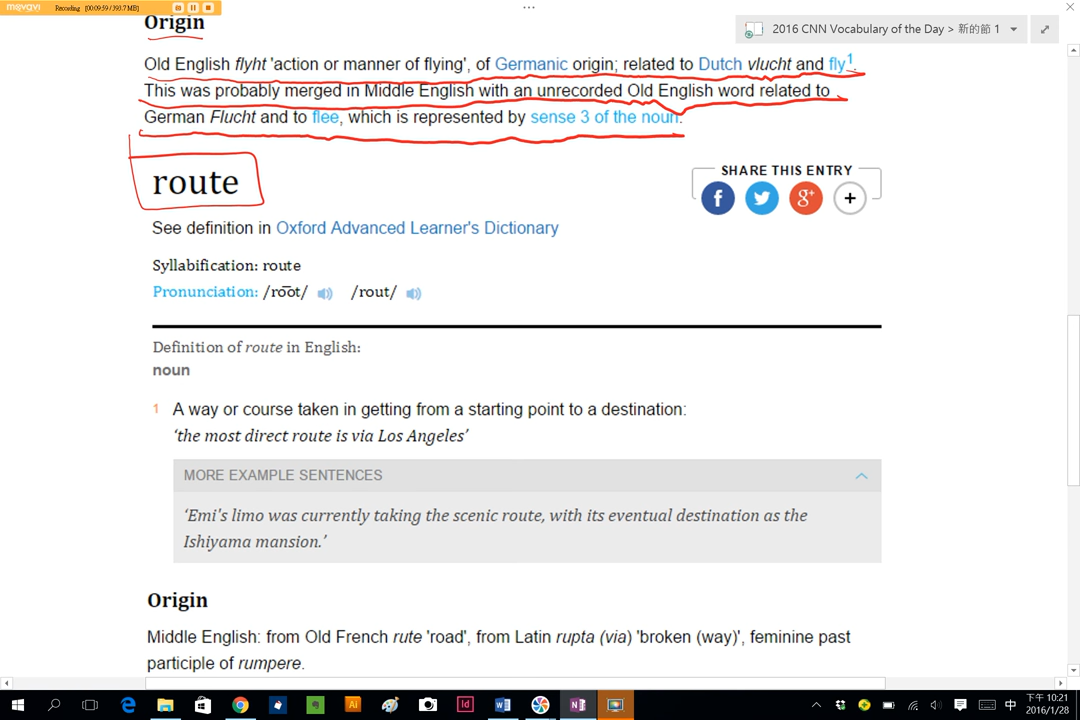 movavi Recording [00:09:59 /393.7 MB]
2016 CNN Vocabulary of the Day > 新的節 1
Origin
Old English flyht 'action or manner of flying', of Germanic origin; related to Dutch vlucht and fly1.
This was probably merged in Middle English with an unrecorded Old English word related to
German Flucht and to flee, which is represented by sense 3 of the noun.
route
SHARE THIS ENTRY
f g+ +
See definition in Oxford Advanced Learner's Dictionary
Syllabification: route
Pronunciation: /ro͞ot/ /rout/
Definition of route in English:
noun
1 A way or course taken in getting from a starting point to a destination:
‘the most direct route is via Los Angeles’
MORE EXAMPLE SENTENCES
‘Emi's limo was currently taking the scenic route, with its eventual destination as the
Ishiyama mansion.’
Origin
Middle English: from Old French rute 'road', from Latin rupta (via) 'broken (way)', feminine past
participle of rumpere.
中
下午 10:21
2016/1/28